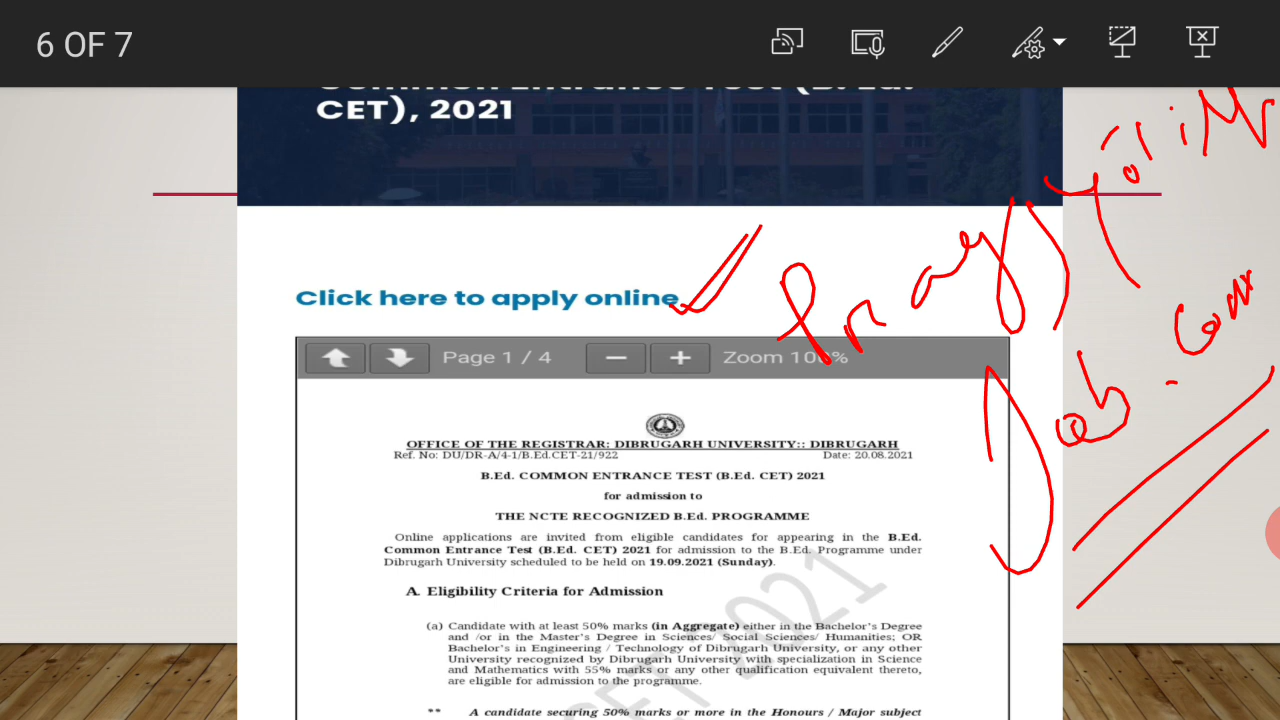 6 OF 7
Common Entrance Test (B. Ed.
CET), 2021
Click here to apply online
Page 1 / 4
Zoom 100%
OFFICE OF THE REGISTRAR: DIBRUGARH UNIVERSITY:: DIBRUGARH
Ref. No: DU/DR-A/4-1/B.Ed.CET-21/922 Date: 20.08.2021
B.Ed. COMMON ENTRANCE TEST (B.Ed. CET) 2021
for admission to
THE NCTE RECOGNIZED B.Ed. PROGRAMME
Online applications are invited from eligible candidates for appearing in the B.Ed.
Common Entrance Test (B.Ed. CET) 2021 for admission to the B.Ed. Programme under
Dibrugarh University scheduled to be held on 19.09.2021 (Sunday).
A. Eligibility Criteria for Admission
(a) Candidate with at least 50% marks (in Aggregate) either in the Bachelor's Degree
and /or in the Master's Degree in Sciences/ Social Sciences/ Humanities; OR
Bachelor's in Engineering / Technology of Dibrugarh University, or any other
University recognized by Dibrugarh University with specialization in Science
and Mathematics with 55% marks or any other qualification equivalent thereto,
are eligible for admission to the programme.
** A candidate securing 50% marks or more in the Honours / Major subject
CET 2021
Job.com